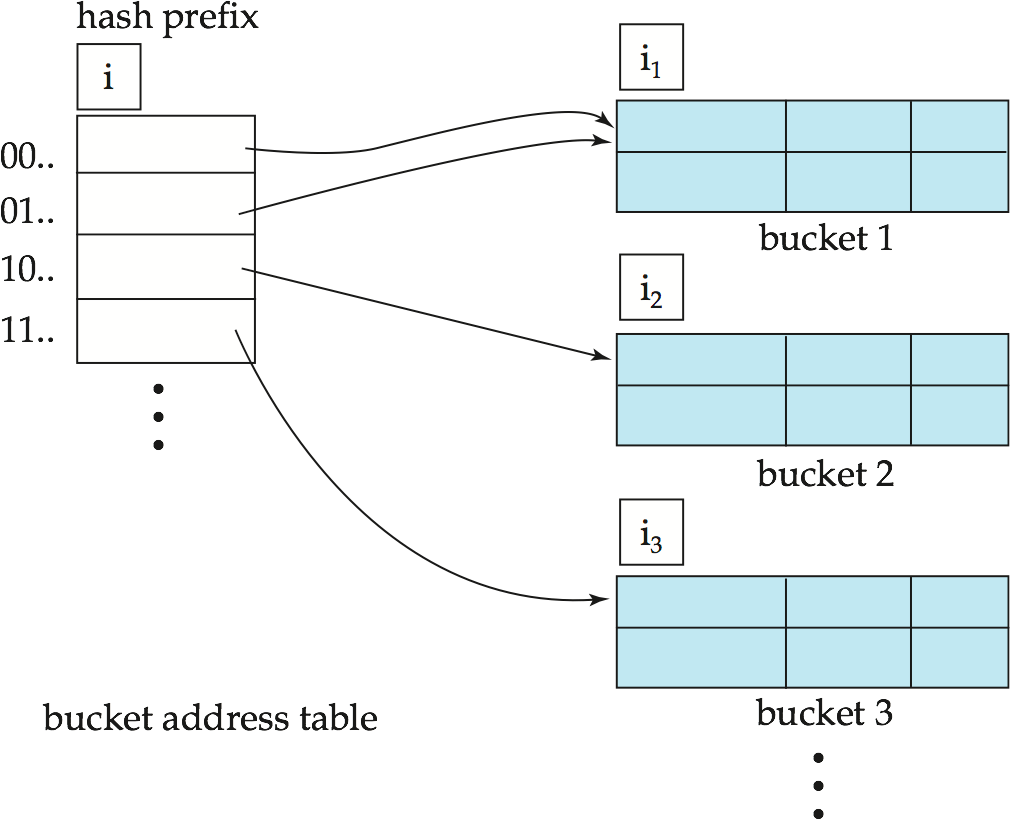 hash prefix
i
00..
01..
10..
11..
bucket address table
i₁
bucket 1
i₂
bucket 2
i₃
bucket 3